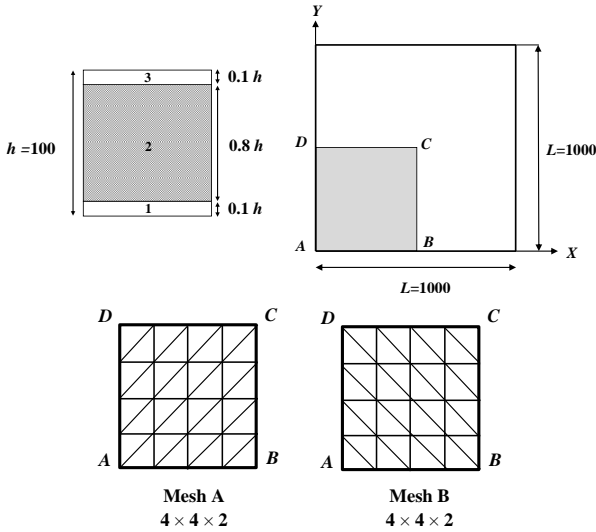 Y
3
0.1 h
h =100
2
0.8 h
1
0.1 h
D
C
L=1000
A
B
X
L=1000
D
C
D
C
A
B
A
B
Mesh A
4 × 4 × 2
Mesh B
4 × 4 × 2